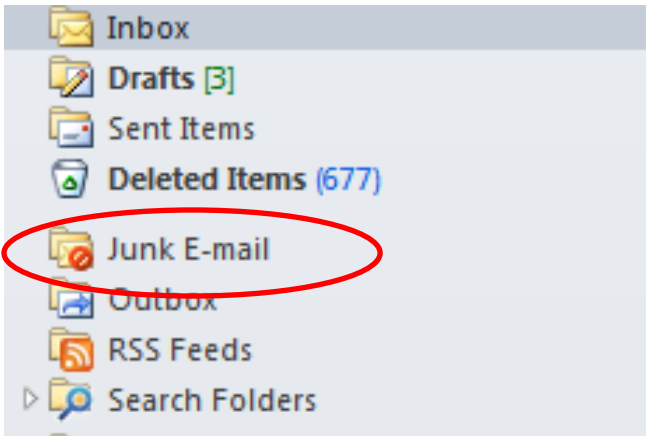 Inbox
Drafts [3]
Sent Items
Deleted Items (677)
Junk E-mail
Outbox
RSS Feeds
Search Folders